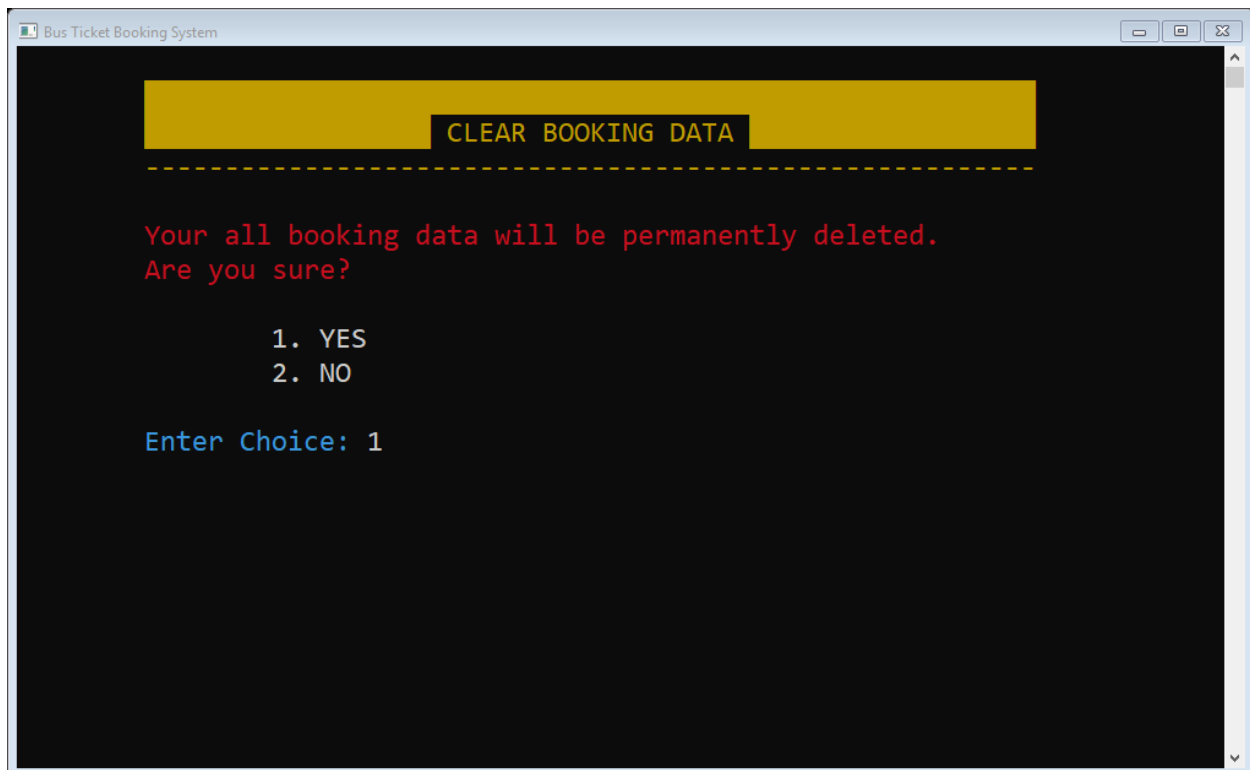 Bus Ticket Booking System
CLEAR BOOKING DATA
--------------------------------------------------------
Your all booking data will be permanently deleted.
Are you sure?
1. YES
2. NO
Enter Choice: 1